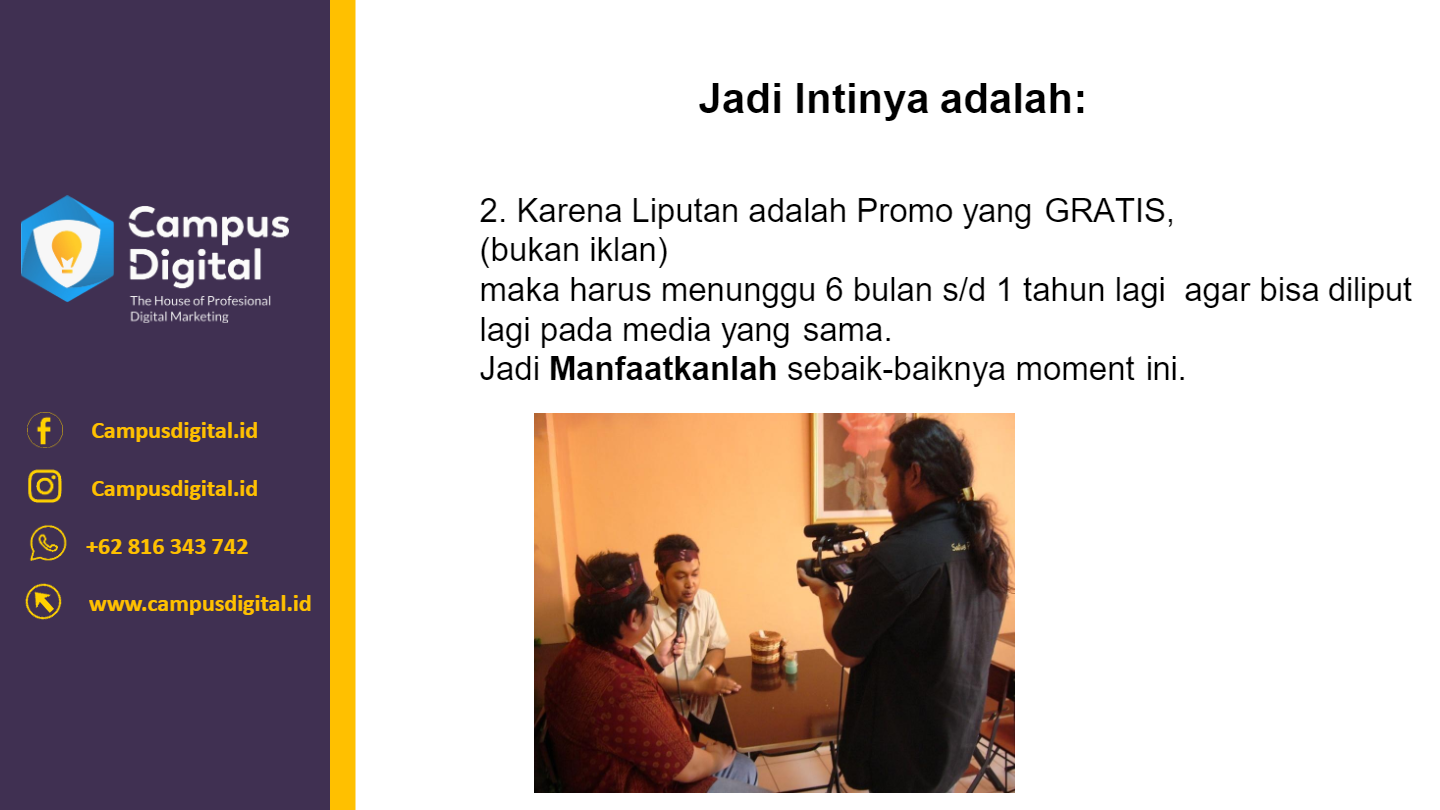 Campus
Digital
The House of Profesional
Digital Marketing
Campusdigital.id
Campusdigital.id
+62 816 343 742
www.campusdigital.id
Jadi Intinya adalah:
2. Karena Liputan adalah Promo yang GRATIS,
(bukan iklan)
maka harus menunggu 6 bulan s/d 1 tahun lagi  agar bisa diliput
lagi pada media yang sama.
Jadi Manfaatkanlah sebaik-baiknya moment ini.